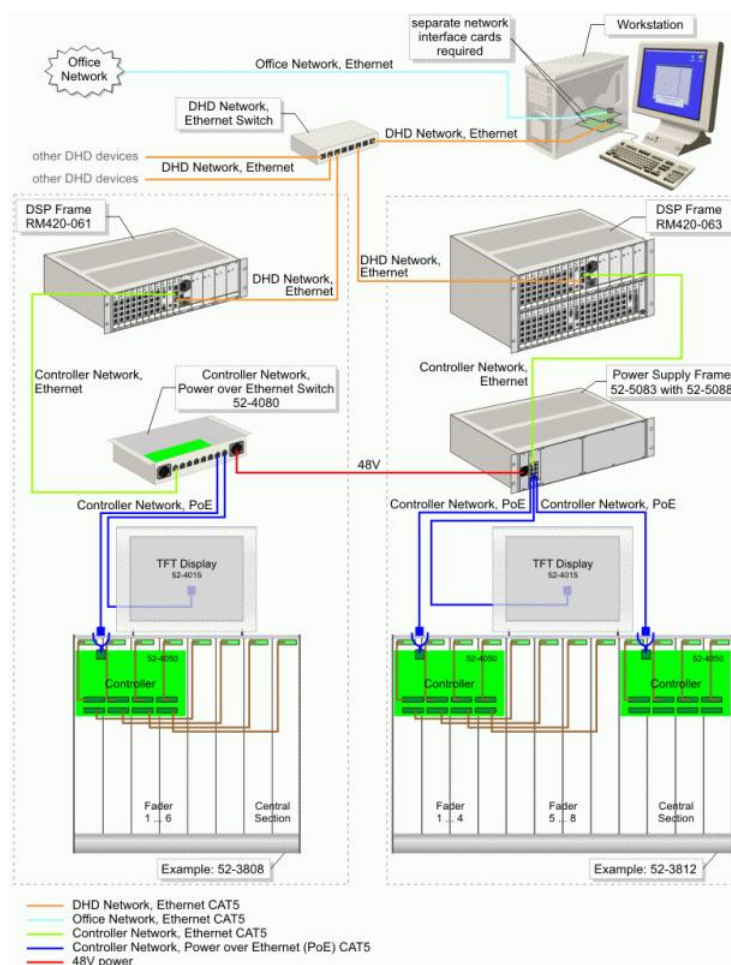 separate network
interface cards
required
Workstation
Office
Network
Office Network, Ethernet
DHD Network,
Ethernet Switch
DHD Network, Ethernet
other DHD devices
DHD Network, Ethernet
other DHD devices
DSP Frame
RM420-061
DSP Frame
RM420-063
DHD Network,
Ethernet
DHD Network,
Ethernet
Controller Network,
Ethernet
Controller Network,
Power over Ethernet Switch
52-4080
Controller Network,
Ethernet
Power Supply Frame
52-5083 with 52-5088
48V
Controller Network, PoE
Controller Network, PoE
Controller Network, PoE
TFT Display
52-4015
TFT Display
52-4015
52-4050
Controller
52-4050
Controller
52-4050
Controller
Fader
1 ... 6
Central
Section
Fader
1 ... 4
Fader
5 ... 8
Central
Section
Example: 52-3808
Example: 52-3812
DHD Network, Ethernet CAT5
Office Network, Ethernet CAT5
Controller Network, Ethernet CAT5
Controller Network, Power over Ethernet (PoE) CAT5
48V power